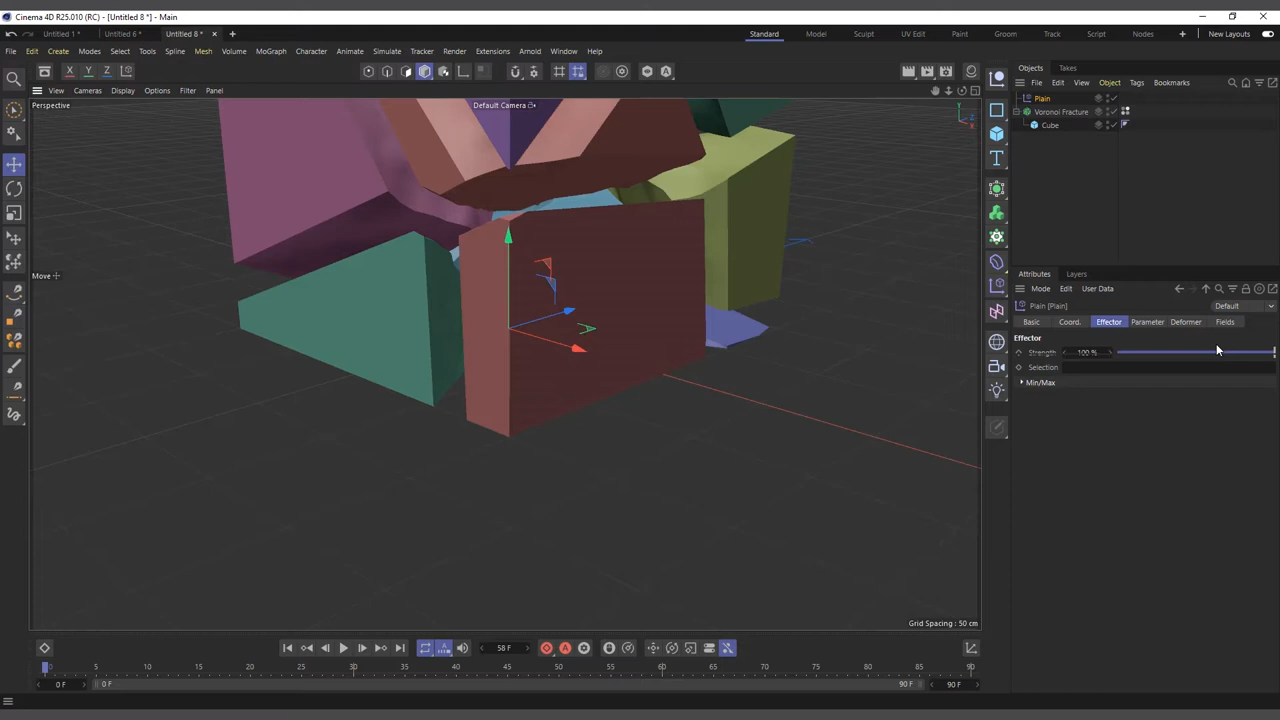 Cinema 4D R25.010 (RC) - [Untitled 8 *] - Main
Untitled 1 * Untitled 6 * Untitled 8 * Standard Model Sculpt UV Edit Paint Groom Track Script Nodes New Layouts
File Edit Create Modes Select Tools Spline Mesh Volume MoGraph Character Animate Simulate Tracker Render Extensions Arnold Window Help
X Y Z
Objects Takes
File Edit View Object Tags Bookmarks
View Cameras Display Options Filter Panel
Perspective Default Camera
Plain
Voronoi Fracture
Cube
Move
Attributes Layers
Mode Edit User Data
Plain [Plain] Default
Basic Coord. Effector Parameter Deformer Fields
Effector
Strength 100 %
Selection
Min/Max
Grid Spacing : 50 cm
58 F
0 5 10 15 20 25 30 35 40 45 50 55 60 65 70 75 80 85 90
0 F 0 F 90 F 90 F